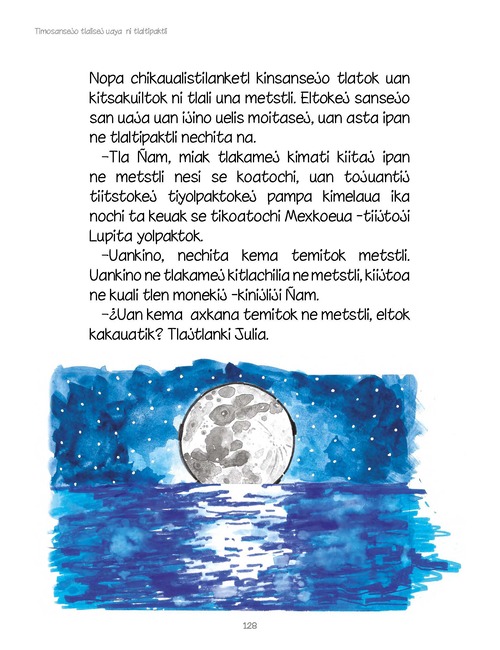 Timosansejo tlalisej uaya ni tlaltipaktli
Nopa chikaualistilanketl kinsansejo tlatok uan
kitsakuiltok ni tlali una metstli. Eltokej sansejo
san uaja uan ijino uelis moitasej, uan asta ipan
ne tlaltipaktli nechita na.
–Tla Ñam, miak tlakamej kimati kiitaj ipan
ne metstli nesi se koatochi, uan tojuantij
tiitstokej tiyolpaktokej pampa kimelaua ika
nochi ta keuak se tikoatochi Mexkoeua -tiijtoji
Lupita yolpaktok.
–Uankino, nechita kema temitok metstli.
Uankino ne tlakamej kitlachilia ne metstli, kiijtoa
ne kuali tlen monekij -kinijliji Ñam.
–¿Uan kema axkana temitok ne metstli, eltok
kakauatik? Tlajtlanki Julia.
128